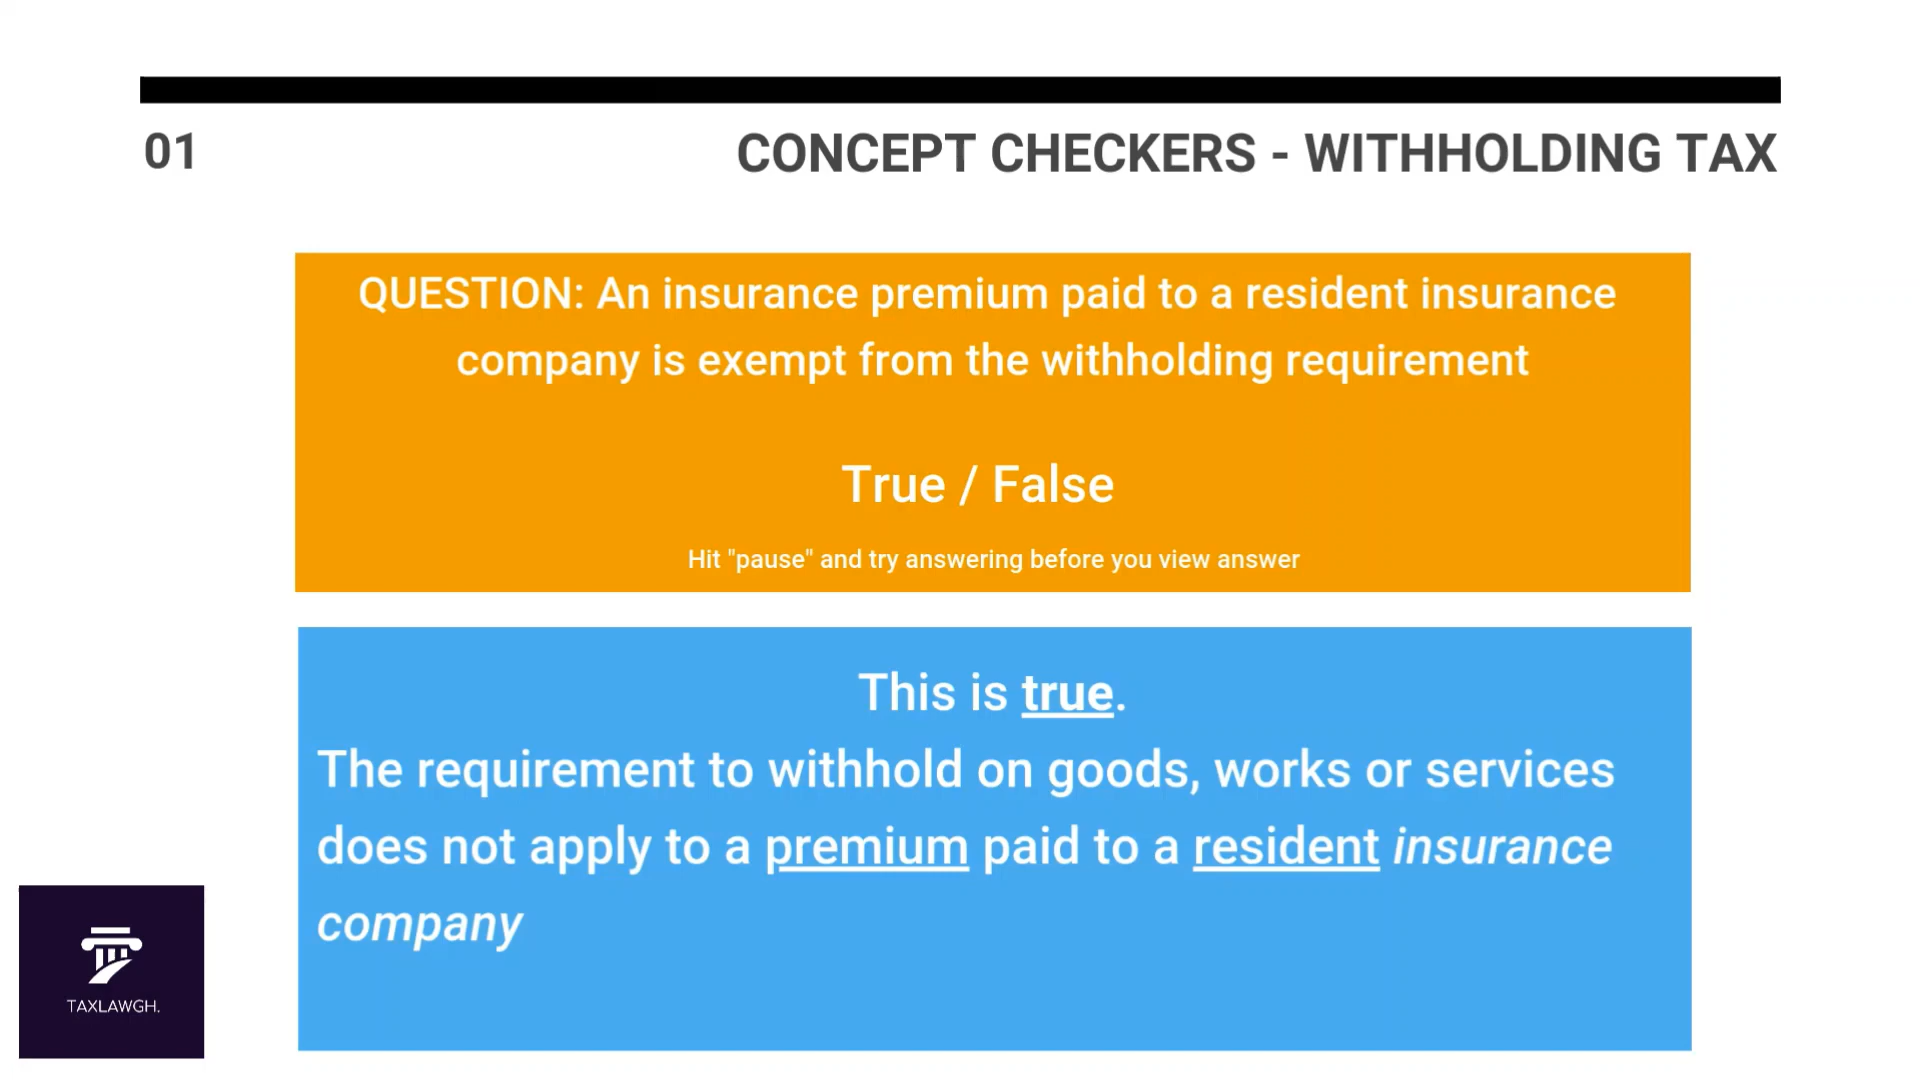 01
CONCEPT CHECKERS - WITHHOLDING TAX
QUESTION: An insurance premium paid to a resident insurance
company is exempt from the withholding requirement
True / False
Hit "pause" and try answering before you view answer
This is true.
The requirement to withhold on goods, works or services
does not apply to a premium paid to a resident insurance
company
TAXLAWGH.